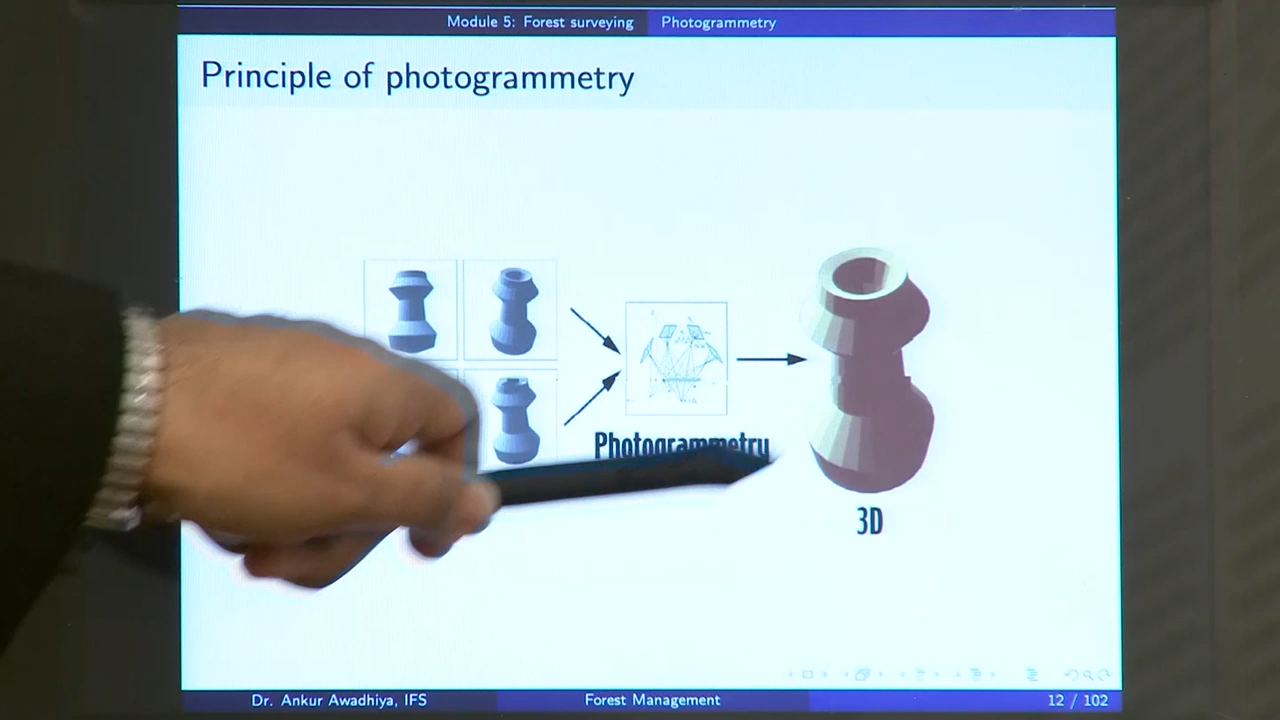 Module 5: Forest surveying Photogrammetry
Principle of photogrammetry
Photogrammetry
3D
Dr. Ankur Awadhiya, IFS Forest Management 12 / 102